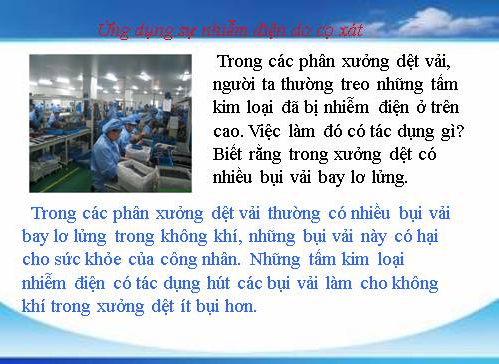 Ứng dụng sự nhiễm điện do cọ xát
Trong các phân xưởng dệt vải,
người ta thường treo những tấm
kim loại đã bị nhiễm điện ở trên
cao. Việc làm đó có tác dụng gì?
Biết rằng trong xưởng dệt có
nhiều bụi vải bay lơ lửng.
Trong các phân xưởng dệt vải thường có nhiều bụi vải
bay lơ lửng trong không khí, những bụi vải này có hại
cho sức khỏe của công nhân. Những tấm kim loại
nhiễm điện có tác dụng hút các bụi vải làm cho không
khí trong xưởng dệt ít bụi hơn.